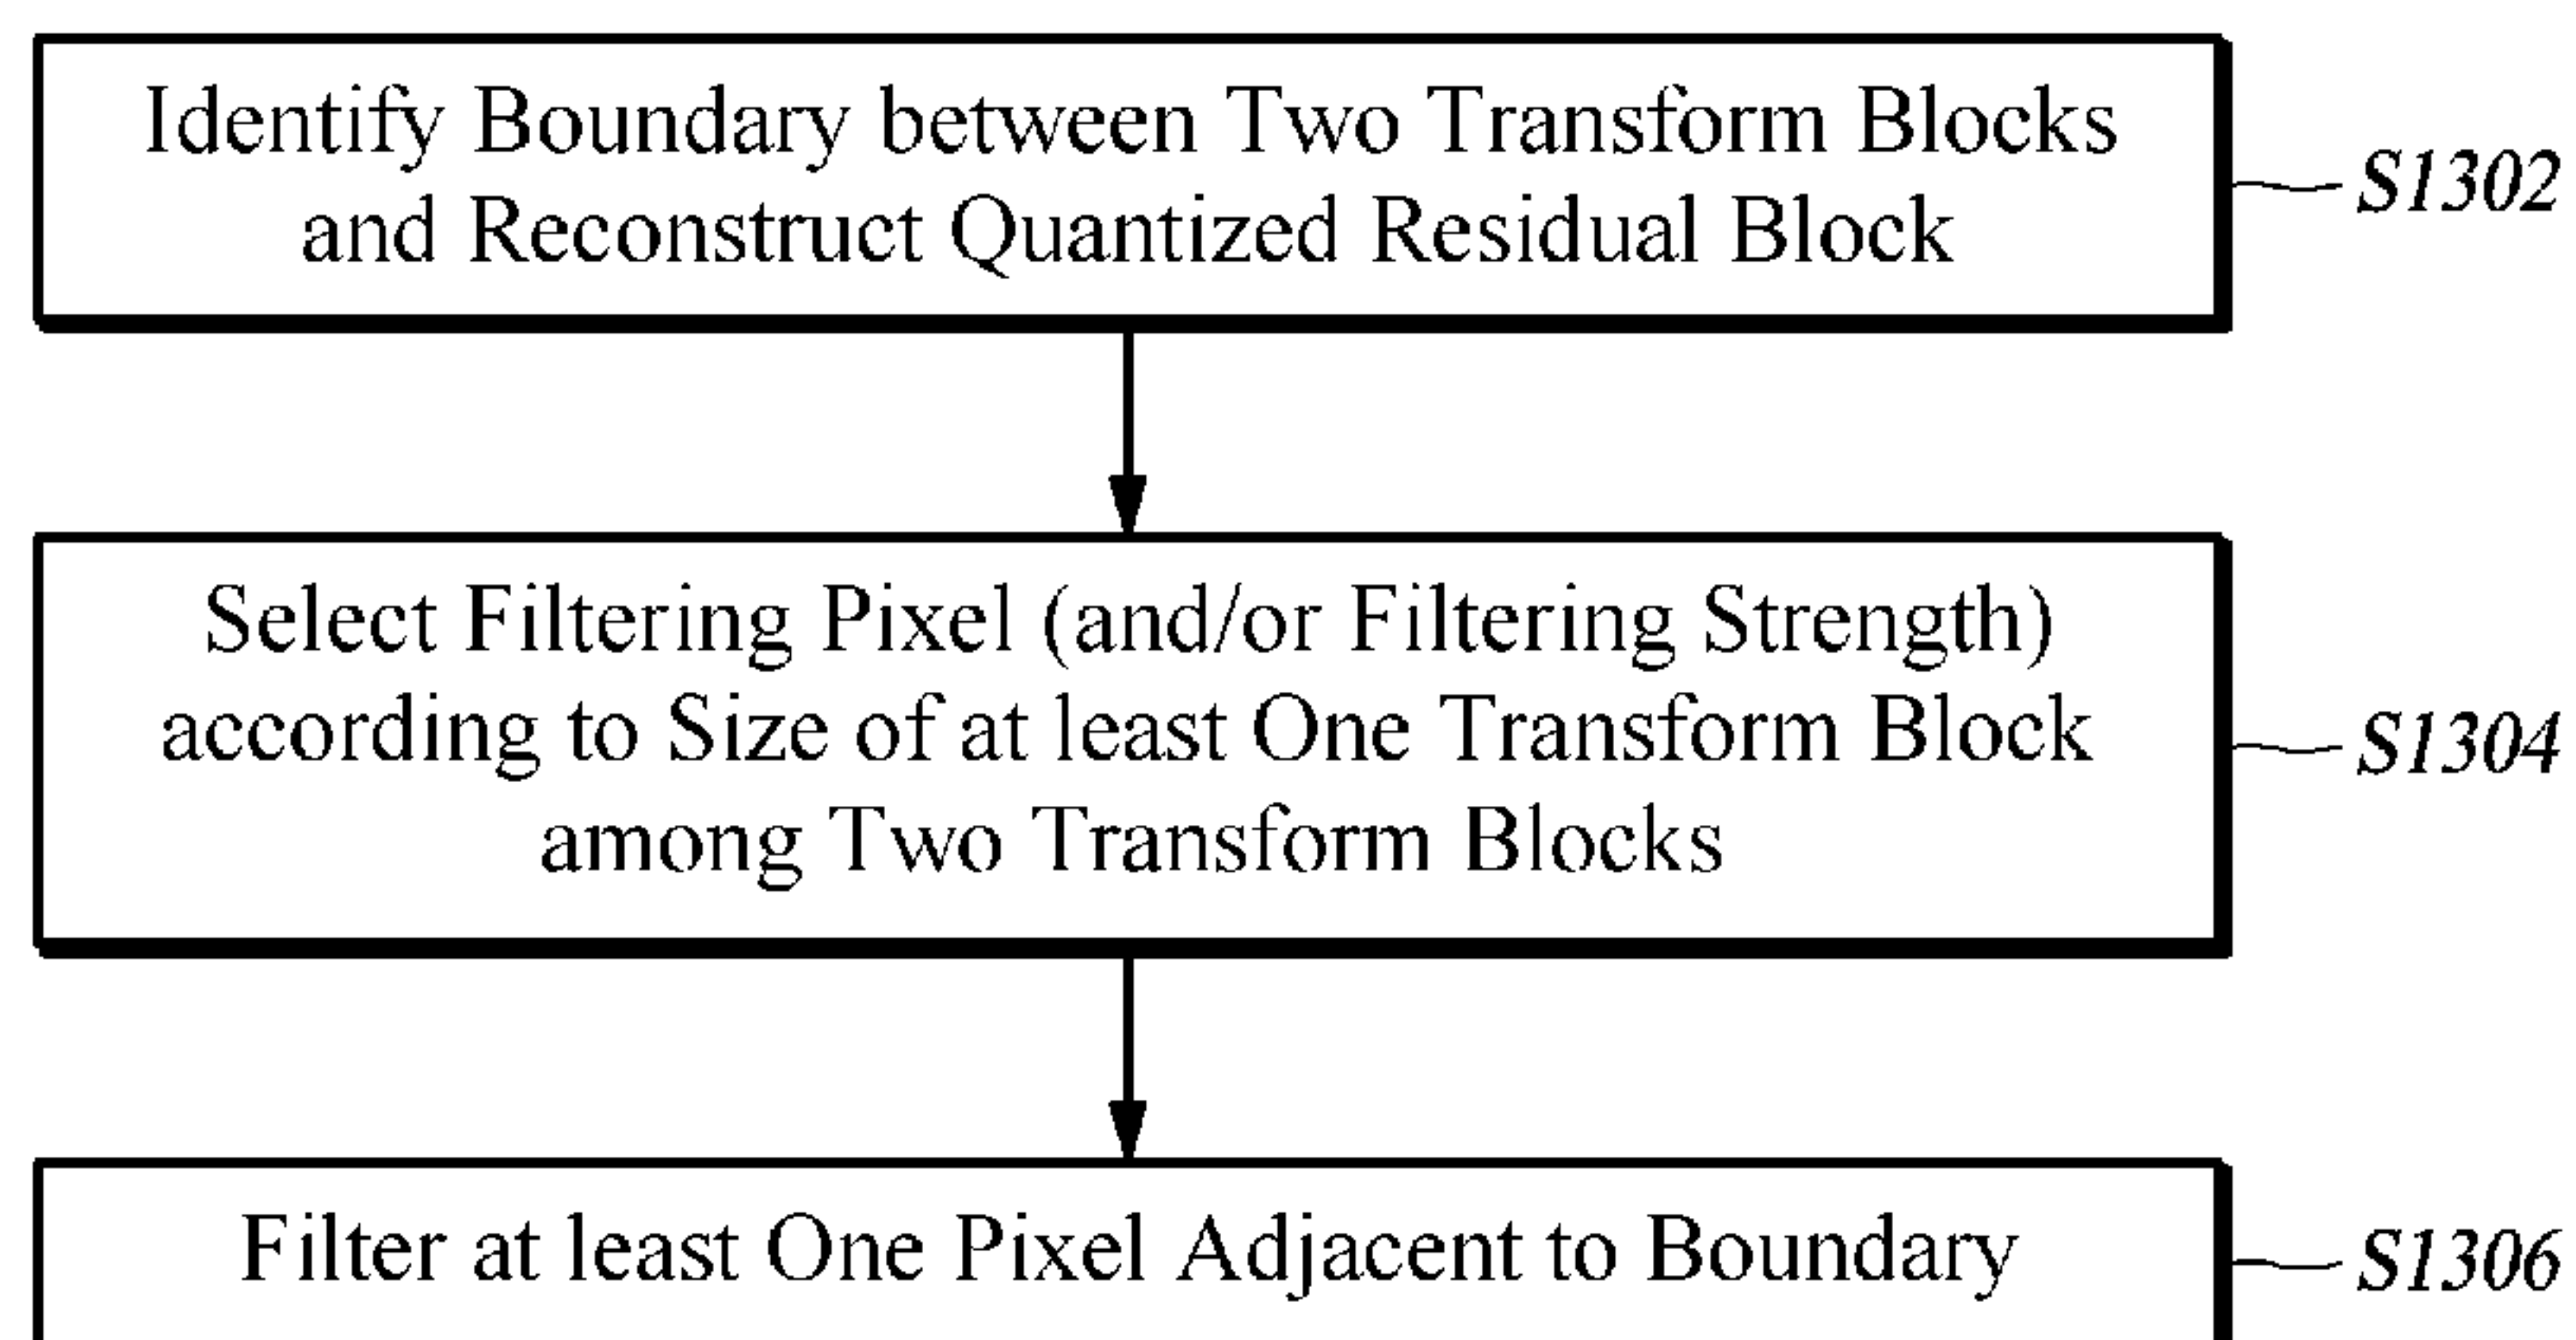 Identify Boundary between Two Transform Blocks
and Reconstruct Quantized Residual Block
S1302
Select Filtering Pixel (and/or Filtering Strength)
according to Size of at least One Transform Block
among Two Transform Blocks
S1304
Filter at least One Pixel Adjacent to Boundary
S1306